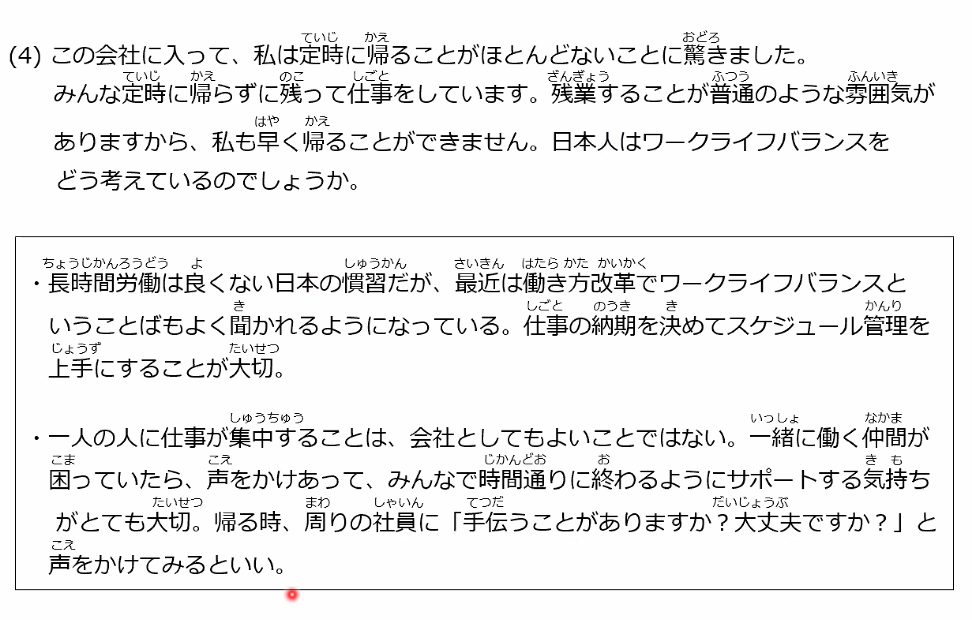 (4) この会社に入って、私は定時に帰ることがほとんどないことに驚きました。
みんな定時に帰らずに残って仕事をしています。残業することが普通のような雰囲気が
ありますから、私も早く帰ることができません。日本人はワークライフバランスを
どう考えているのでしょうか。
・長時間労働は良くない日本の慣習だが、最近は働き方改革でワークライフバランスと
いうことばもよく聞かれるようになっている。仕事の納期を決めてスケジュール管理を
上手にすることが大切。
・一人の人に仕事が集中することは、会社としてもよいことではない。一緒に働く仲間が
困っていたら、声をかけあって、みんなで時間通りに終わるようにサポートする気持ち
がとても大切。帰る時、周りの社員に「手伝うことがありますか？大丈夫ですか？」と
声をかけてみるといい。